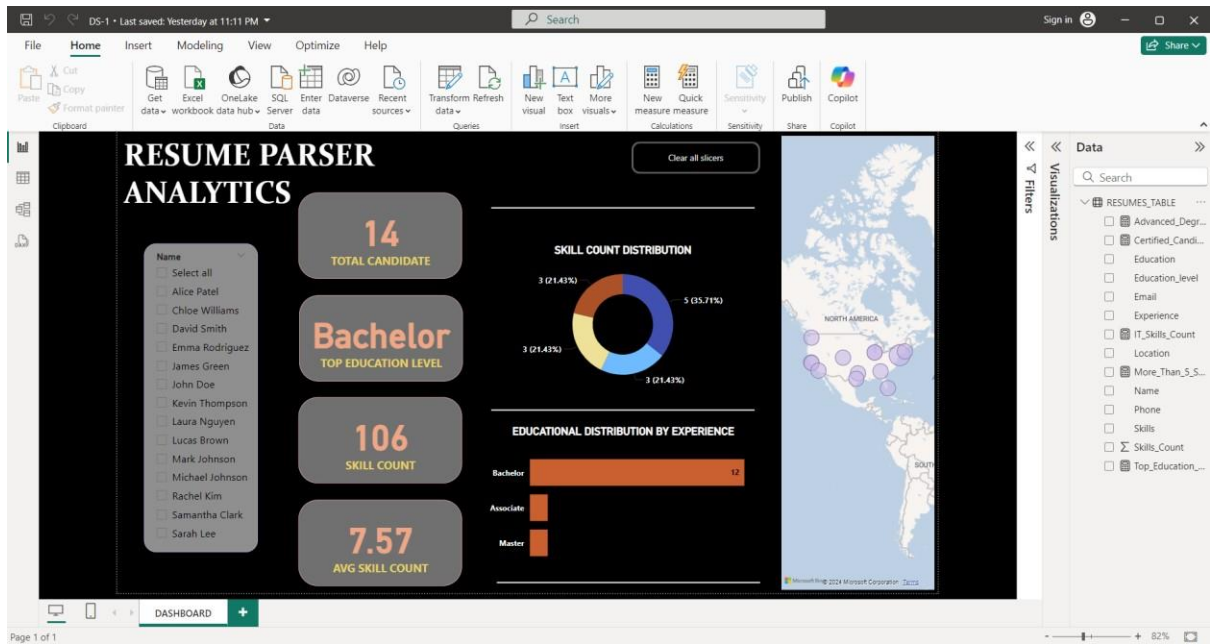 DS-1 • Last saved: Yesterday at 11:11 PM
Search
Sign in
File Home Insert Modeling View Optimize Help
Share
Paste
Cut
Copy
Format painter
Clipboard
Get data
Excel workbook
OneLake data hub
SQL Server
Enter data
Dataverse
Recent sources
Data
Transform data
Refresh
Queries
New visual
Text box
More visuals
Insert
New measure
Quick measure
Calculations
Sensitivity
Sensitivity
Publish
Share
Copilot
Copilot
RESUME PARSER
ANALYTICS
Clear all slicers
Name
Select all
Alice Patel
Chloe Williams
David Smith
Emma Rodriguez
James Green
John Doe
Kevin Thompson
Laura Nguyen
Lucas Brown
Mark Johnson
Michael Johnson
Rachel Kim
Samantha Clark
Sarah Lee
14
TOTAL CANDIDATE
Bachelor
TOP EDUCATION LEVEL
106
SKILL COUNT
7.57
AVG SKILL COUNT
SKILL COUNT DISTRIBUTION
3 (21.43%)
5 (35.71%)
3 (21.43%)
3 (21.43%)
EDUCATIONAL DISTRIBUTION BY EXPERIENCE
Bachelor
12
Associate
Master
NORTH AMERICA
SOUTH
© 2024 Microsoft Corporation Terms
Filters
Visualizations
Data
Search
RESUMES_TABLE
Advanced_Degr...
Certified_Candi...
Education
Education_level
Email
Experience
IT_Skills_Count
Location
More_Than_5_S...
Name
Phone
Skills
Skills_Count
Top_Education_...
DASHBOARD
Page 1 of 1
82%